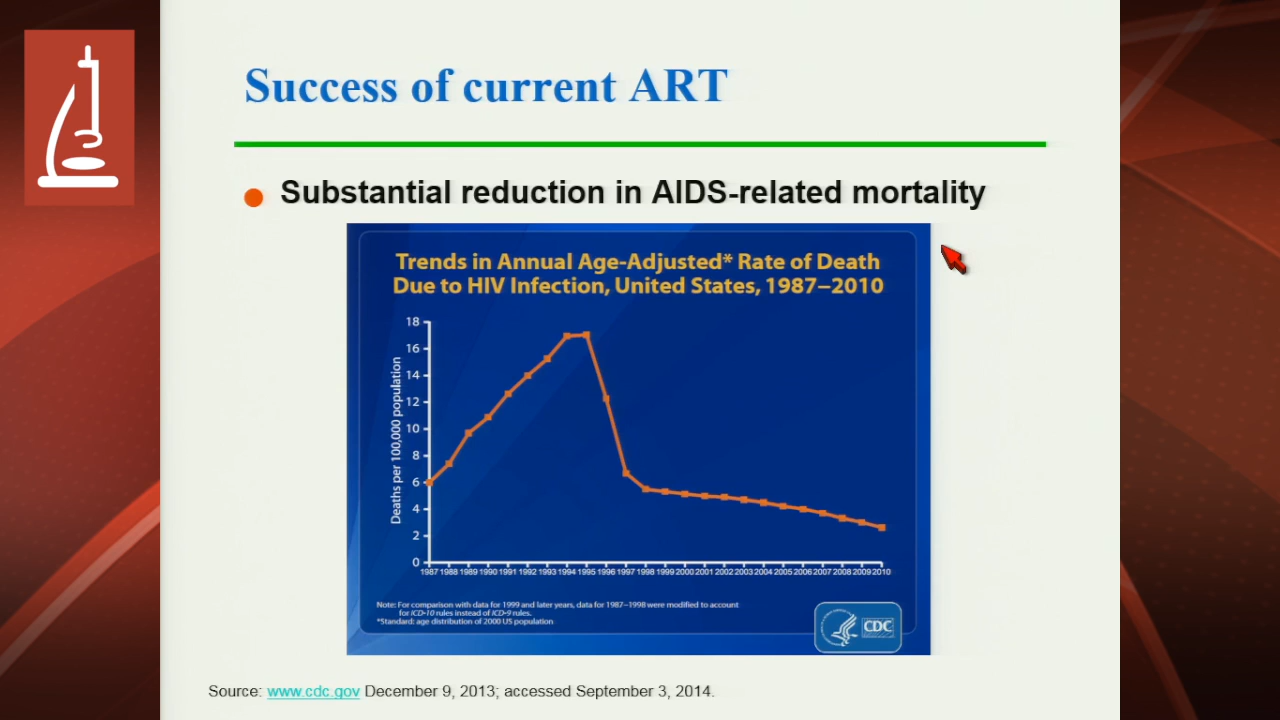 Success of current ART
Substantial reduction in AIDS-related mortality
Trends in Annual Age-Adjusted* Rate of Death
Due to HIV Infection, United States, 1987–2010
Deaths per 100,000 population
18
16
14
12
10
8
6
4
2
0
1987 1988 1989 1990 1991 1992 1993 1994 1995 1996 1997 1998 1999 2000 2001 2002 2003 2004 2005 2006 2007 2008 2009 2010
Note: For comparison with data for 1999 and later years, data for 1987–1998 were modified to account
for ICD-10 rules instead of ICD-9 rules.
*Standard: age distribution of 2000 US population
CDC
Source: www.cdc.gov December 9, 2013; accessed September 3, 2014.